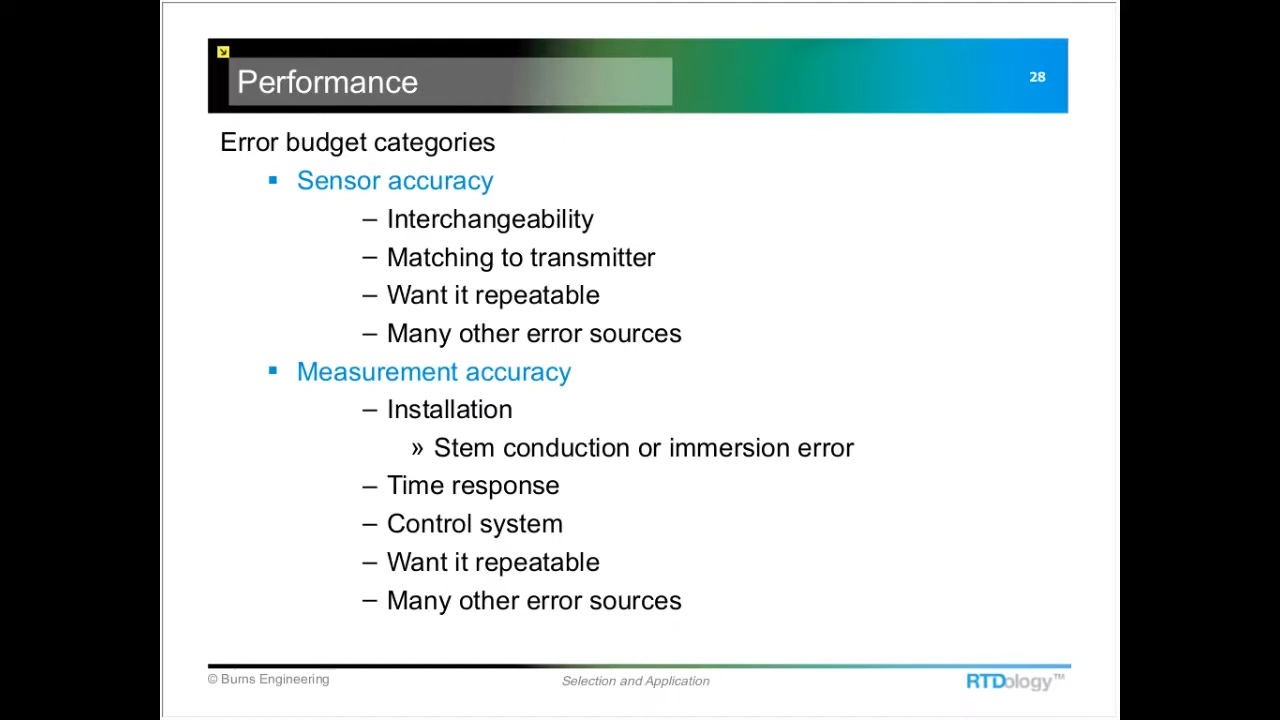 Performance
28
Error budget categories
▪ Sensor accuracy
– Interchangeability
– Matching to transmitter
– Want it repeatable
– Many other error sources
▪ Measurement accuracy
– Installation
» Stem conduction or immersion error
– Time response
– Control system
– Want it repeatable
– Many other error sources
© Burns Engineering
Selection and Application
RTDology™